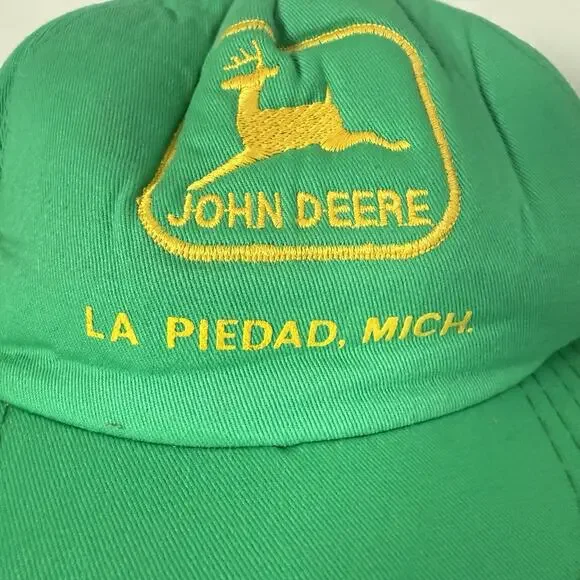 JOHN DEERE
LA PIEDAD, MICH.